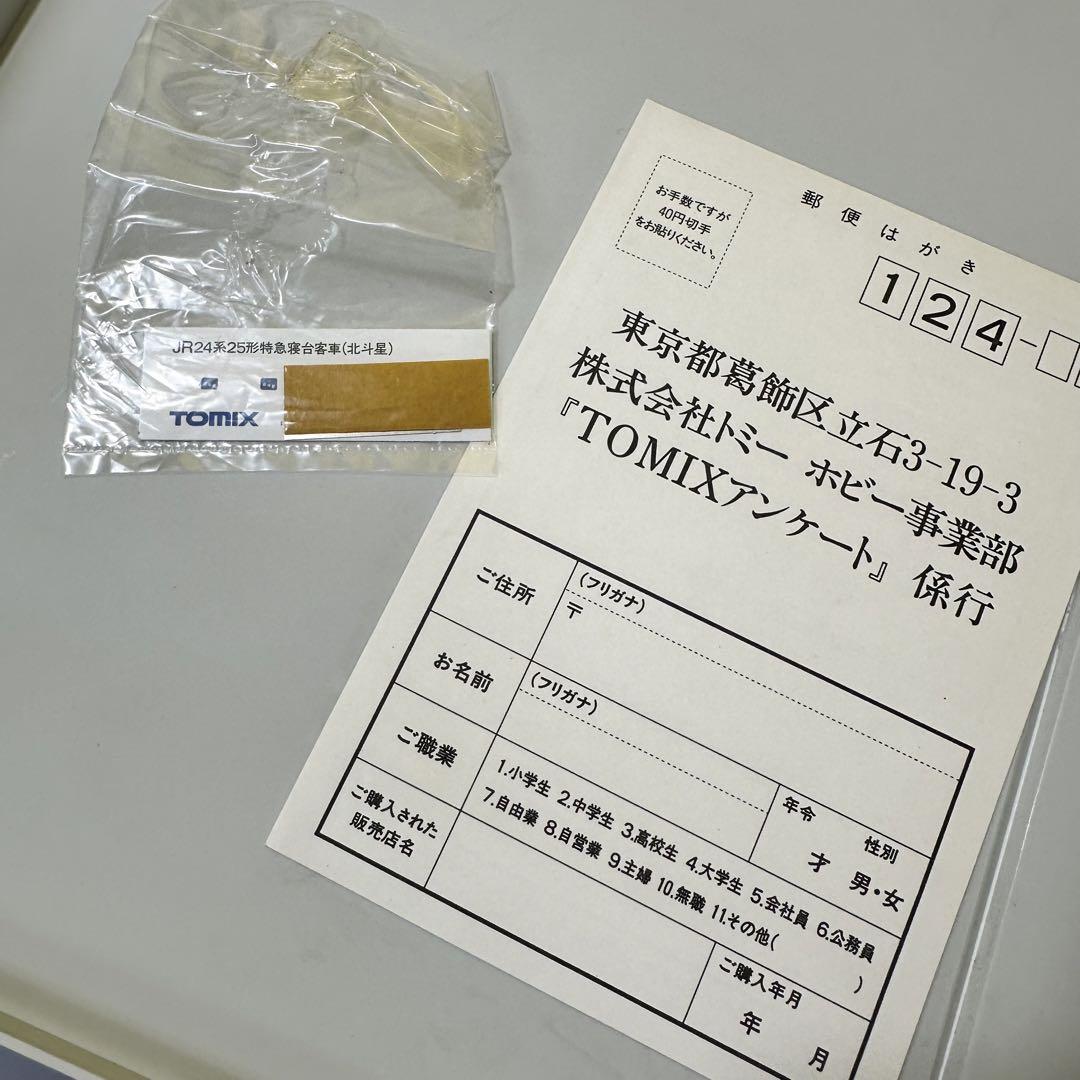 JR24系25形特急寝台客車(北斗星)
TOMIX
お手数ですが
40円切手
をお貼りください。
郵便はがき
124-
東京都葛飾区立石3-19-3
株式会社トミー ホビー事業部
『TOMIXアンケート』係行
ご住所
(フリガナ)
〒
お名前
(フリガナ)
年令
才
性別
男・女
ご職業
1.小学生 2.中学生 3.高校生 4.大学生 5.会社員 6.公務員
7.自由業 8.自営業 9.主婦 10.無職 11.その他( )
ご購入された
販売店名
ご購入年月
年 月